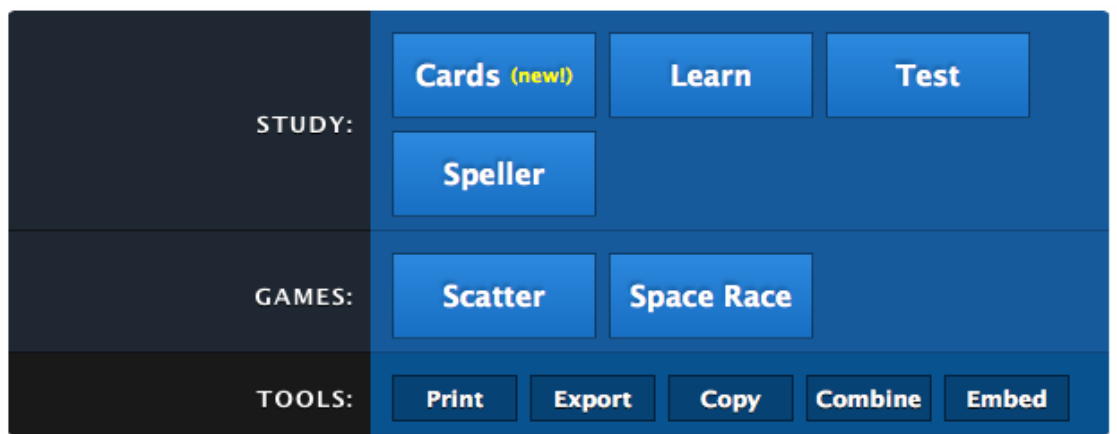 STUDY:
Cards (new!) Learn Test
Speller
GAMES:
Scatter Space Race
TOOLS:
Print Export Copy Combine Embed